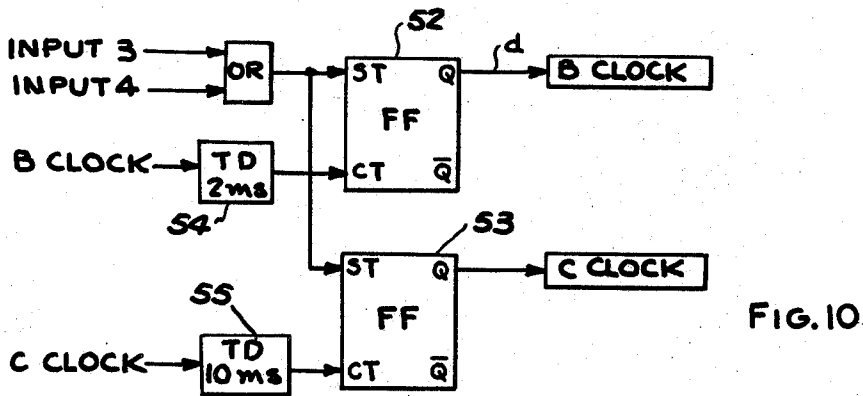 52
INPUT 3
OR
ST
Q
d
B CLOCK
INPUT 4
FF
B CLOCK
TD
2ms
CT
Q̅
54
53
ST
Q
C CLOCK
55
FF
FIG.10
C CLOCK
TD
10ms
CT
Q̅